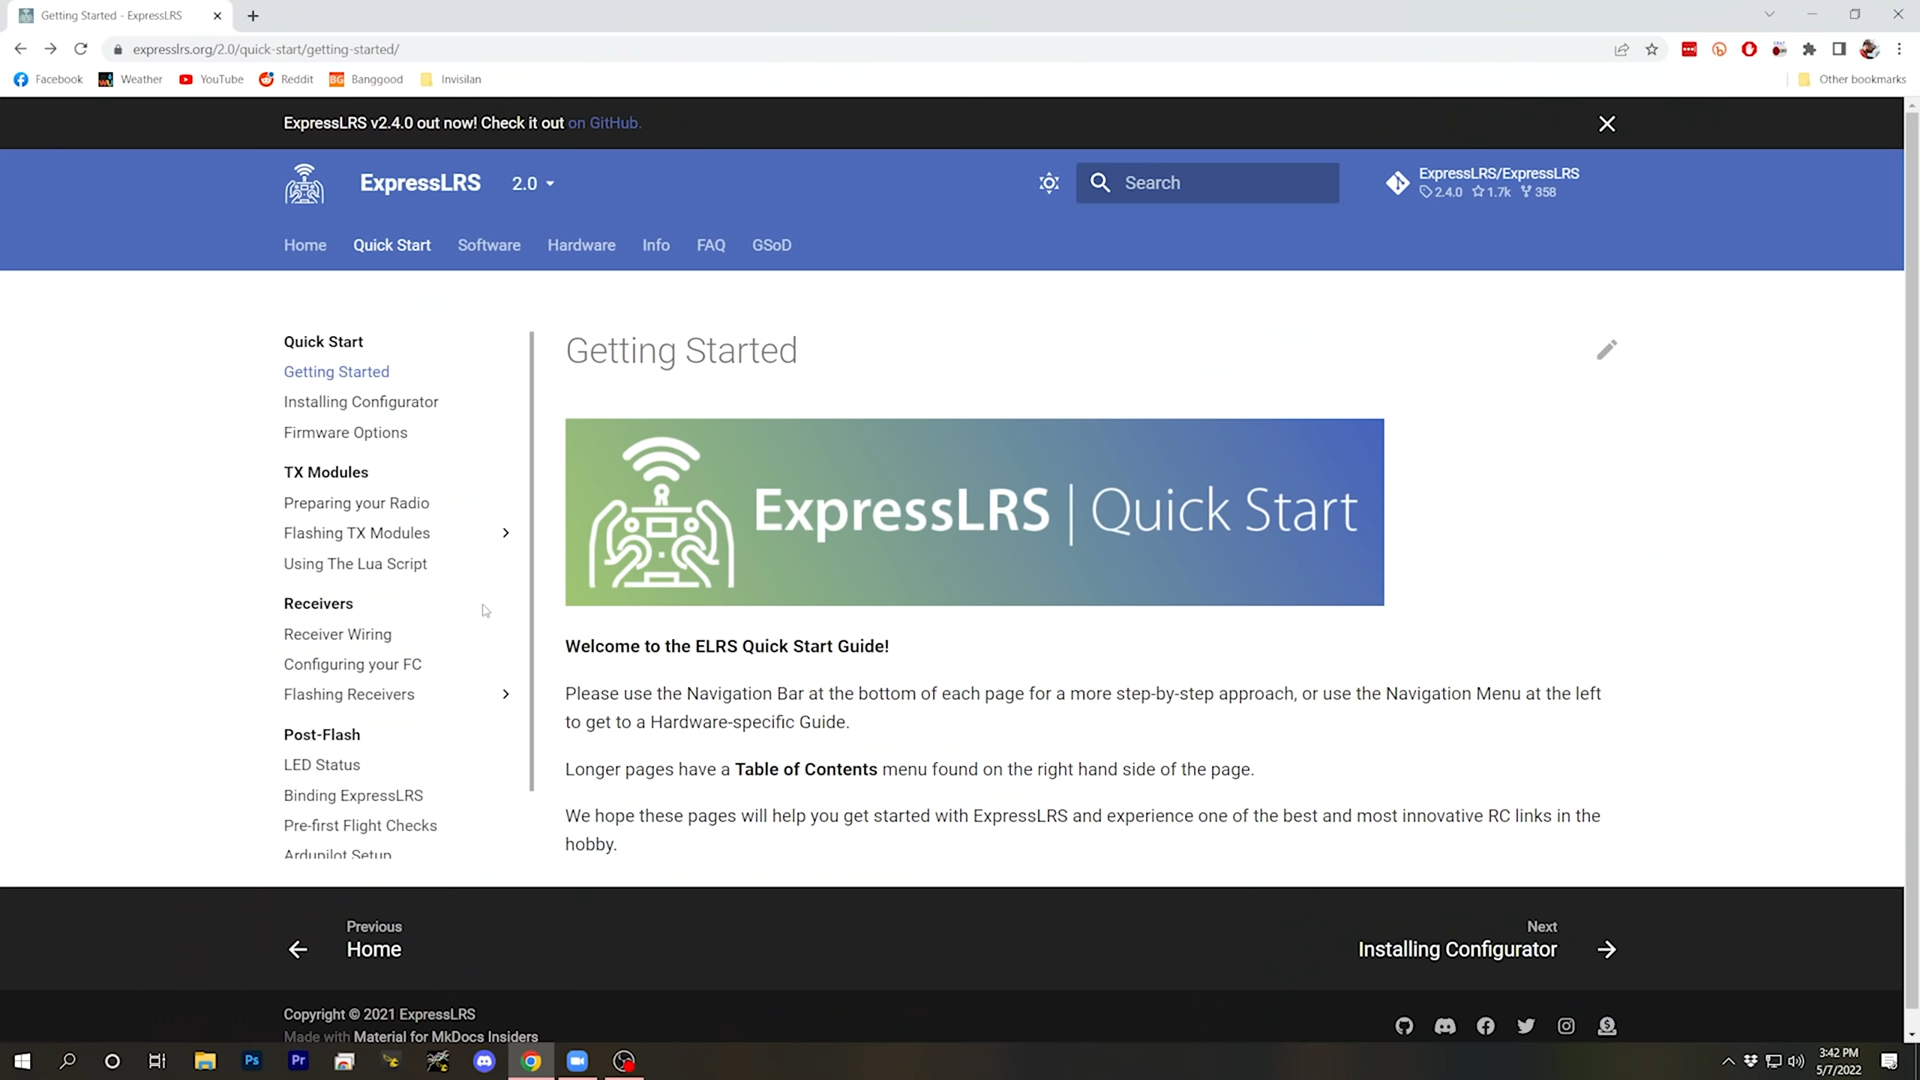 Getting Started - ExpressLRS
expresslrs.org/2.0/quick-start/getting-started/
Facebook Weather YouTube Reddit BG Banggood Invisilan Other bookmarks
ExpressLRS v2.4.0 out now! Check it out on GitHub.
ExpressLRS 2.0 Search ExpressLRS/ExpressLRS
2.4.0 1.7k 358
Home Quick Start Software Hardware Info FAQ GSoD
Quick Start
Getting Started
Installing Configurator
Firmware Options
TX Modules
Preparing your Radio
Flashing TX Modules
Using The Lua Script
Receivers
Receiver Wiring
Configuring your FC
Flashing Receivers
Post-Flash
LED Status
Binding ExpressLRS
Pre-first Flight Checks
Ardupilot Setup
Getting Started
ExpressLRS | Quick Start
Welcome to the ELRS Quick Start Guide!
Please use the Navigation Bar at the bottom of each page for a more step-by-step approach, or use the Navigation Menu at the left
to get to a Hardware-specific Guide.
Longer pages have a Table of Contents menu found on the right hand side of the page.
We hope these pages will help you get started with ExpressLRS and experience one of the best and most innovative RC links in the
hobby.
Previous
Home
Next
Installing Configurator
Copyright © 2021 ExpressLRS
Made with Material for MkDocs Insiders
Ps Pr
3:42 PM
5/7/2022